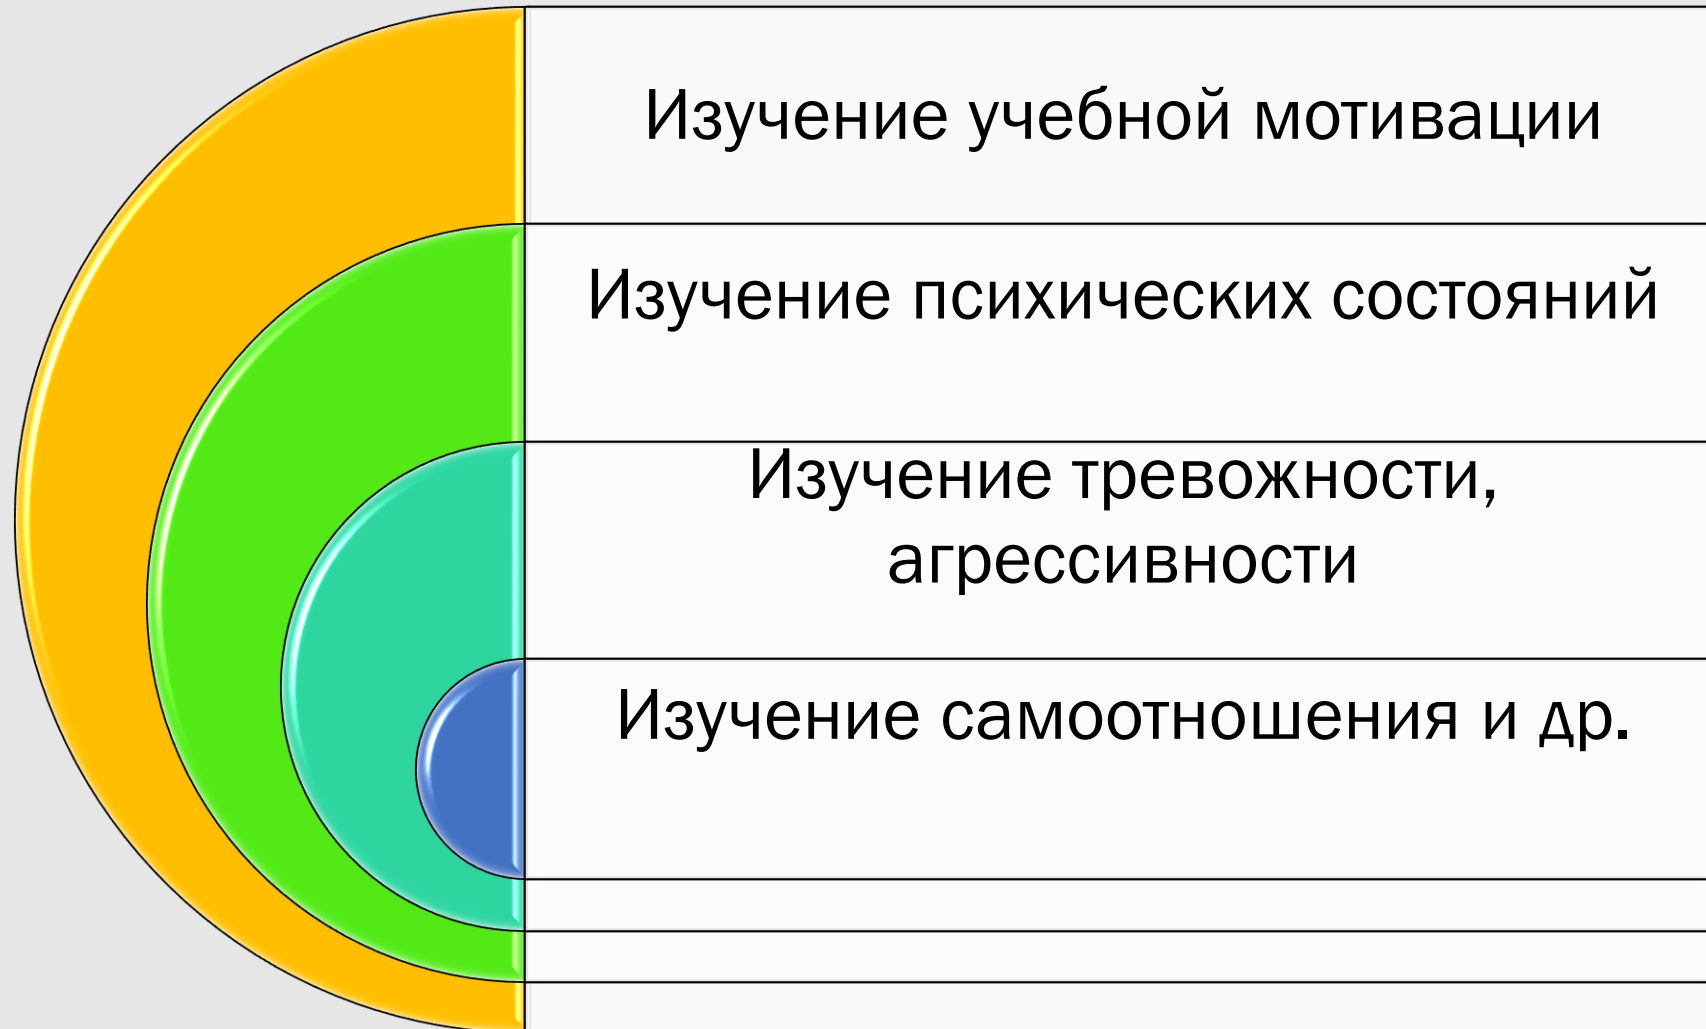 Изучение учебной мотивации
Изучение психических состояний
Изучение тревожности,
агрессивности
Изучение самоотношения и др.